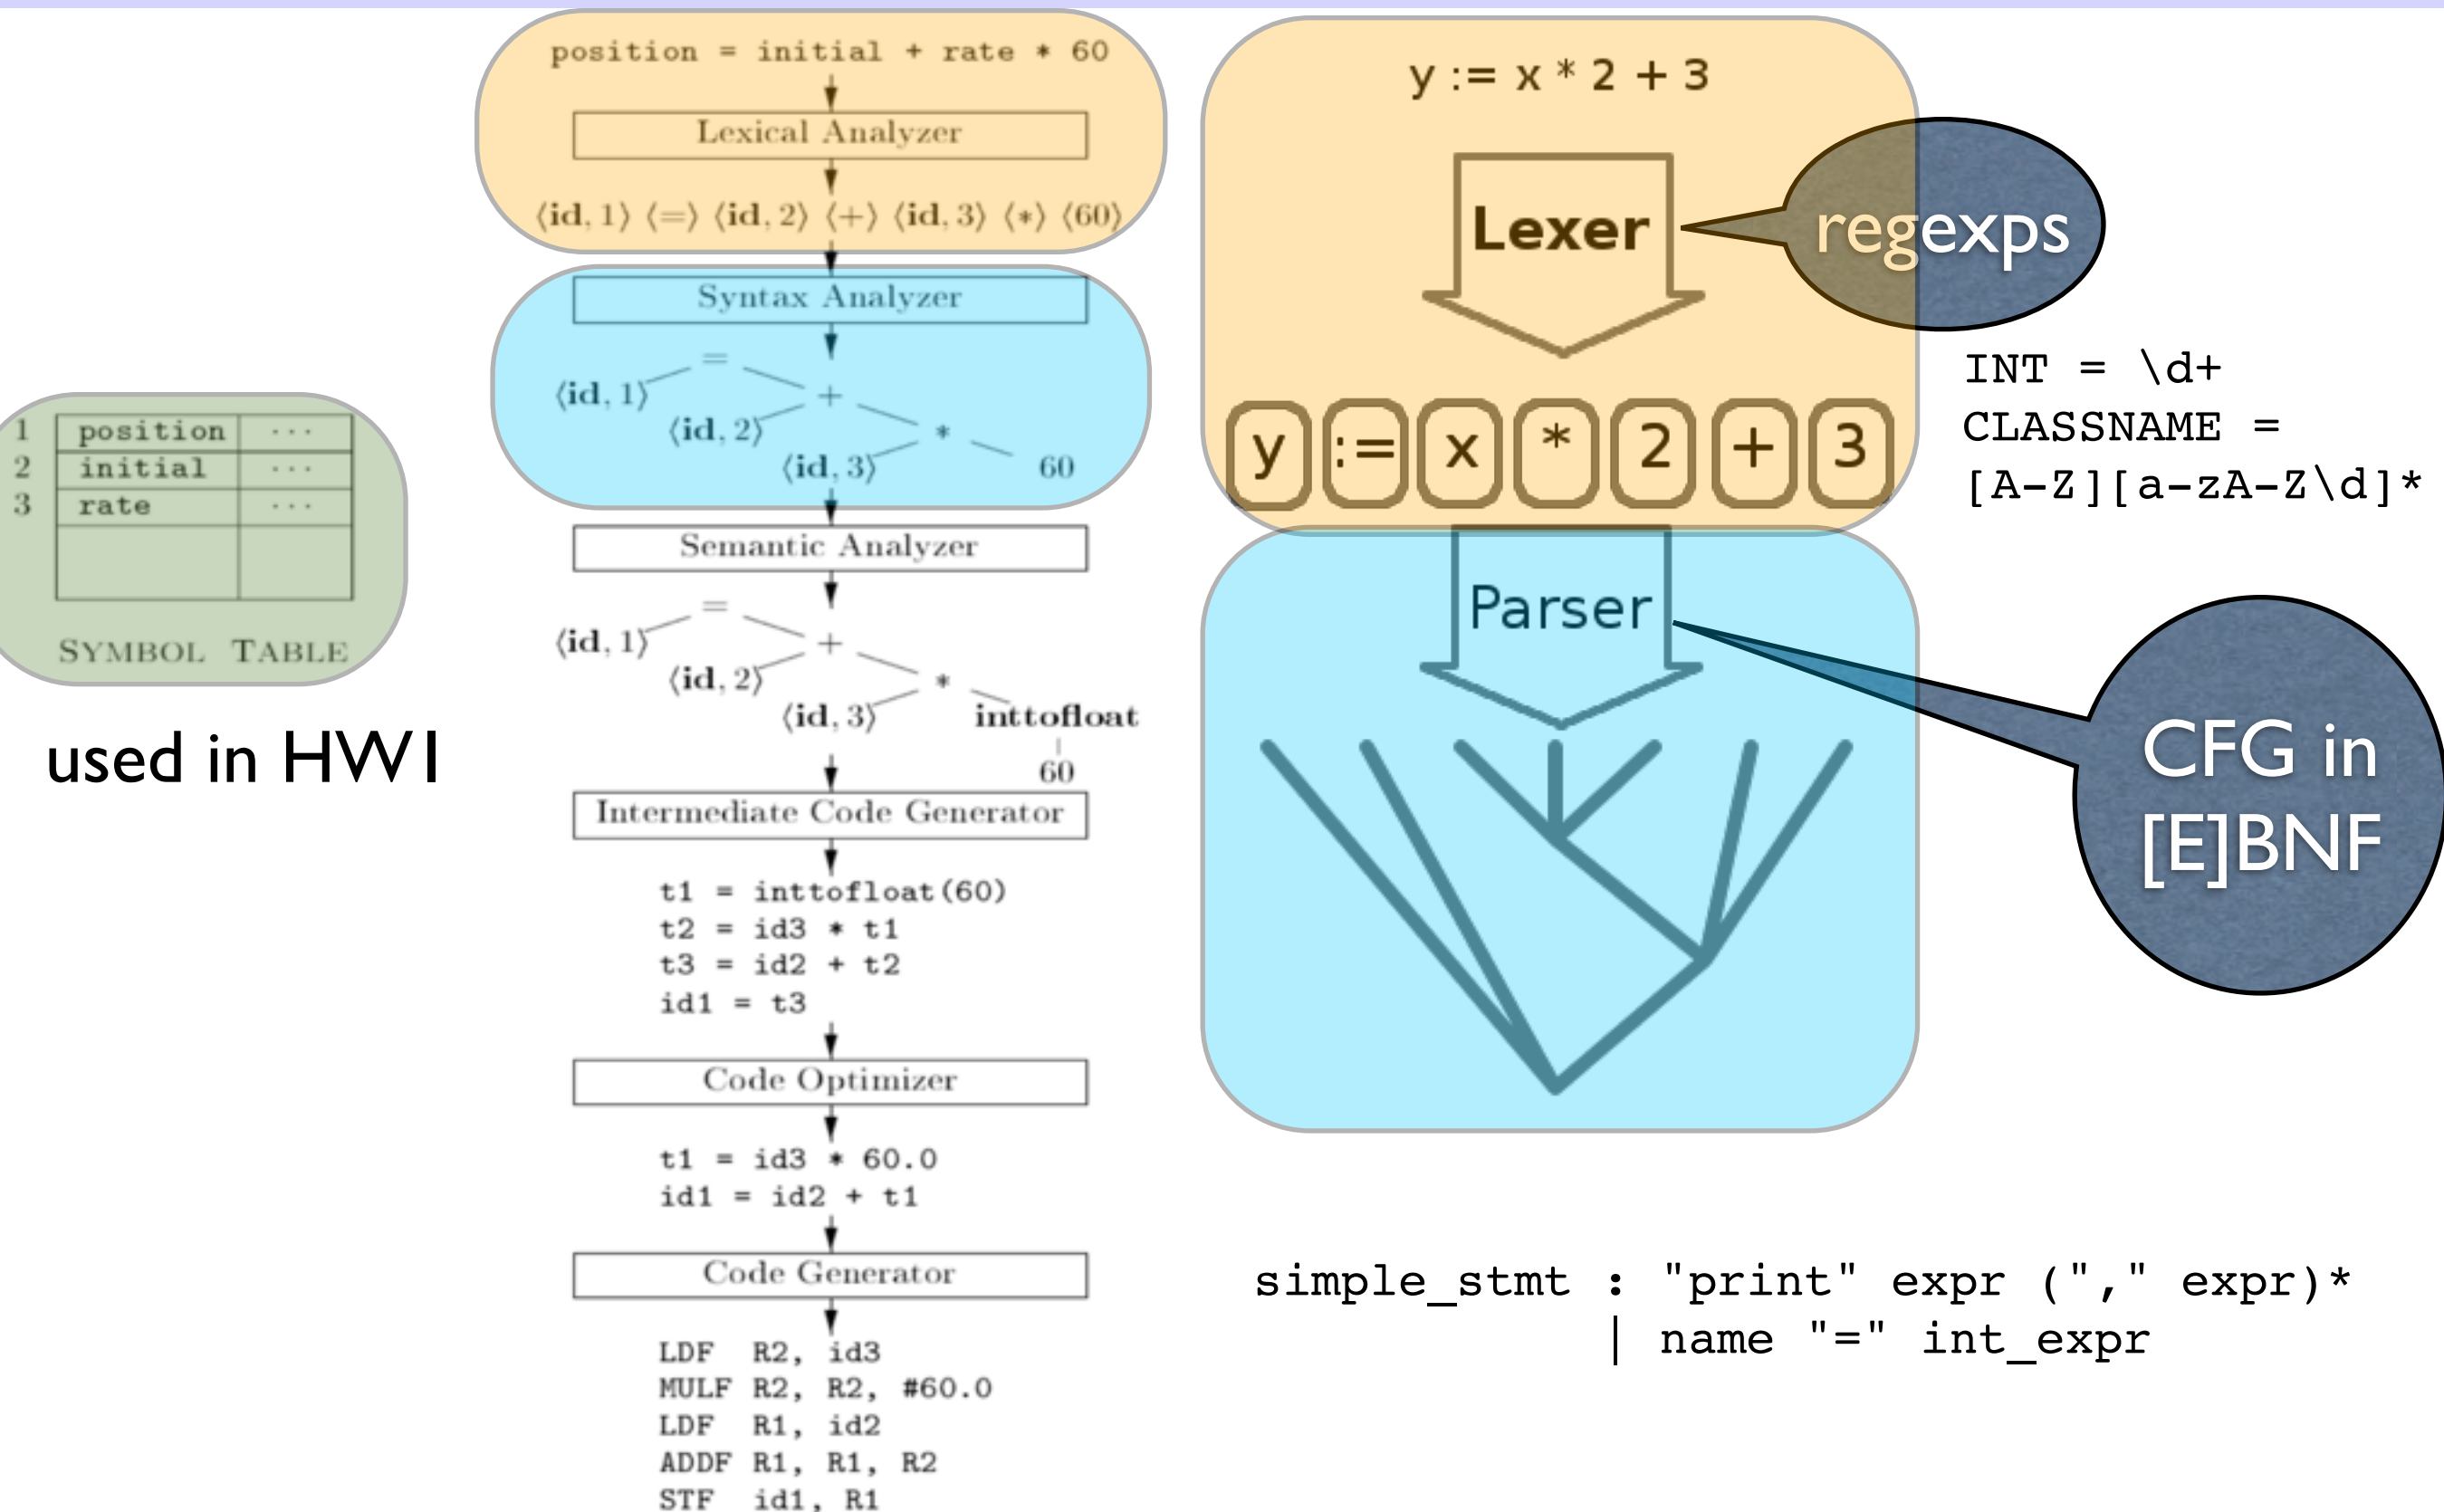 position = initial + rate * 60
Lexical Analyzer
⟨id, 1⟩ ⟨=⟩ ⟨id, 2⟩ ⟨+⟩ ⟨id, 3⟩ ⟨*⟩ ⟨60⟩
Syntax Analyzer
=
⟨id, 1⟩ +
⟨id, 2⟩ *
⟨id, 3⟩ 60
1 position ...
2 initial ...
3 rate ...
SYMBOL TABLE
used in HW1
Semantic Analyzer
=
⟨id, 1⟩ +
⟨id, 2⟩ *
⟨id, 3⟩ inttofloat
60
Intermediate Code Generator
t1 = inttofloat(60)
t2 = id3 * t1
t3 = id2 + t2
id1 = t3
Code Optimizer
t1 = id3 * 60.0
id1 = id2 + t1
Code Generator
LDF R2, id3
MULF R2, R2, #60.0
LDF R1, id2
ADDF R1, R1, R2
STF id1, R1
y := x * 2 + 3
Lexer
regexps
INT = \d+
CLASSNAME =
[A-Z][a-zA-Z\d]*
y := x * 2 + 3
Parser
CFG in
[E]BNF
simple_stmt : "print" expr ("," expr)*
| name "=" int_expr